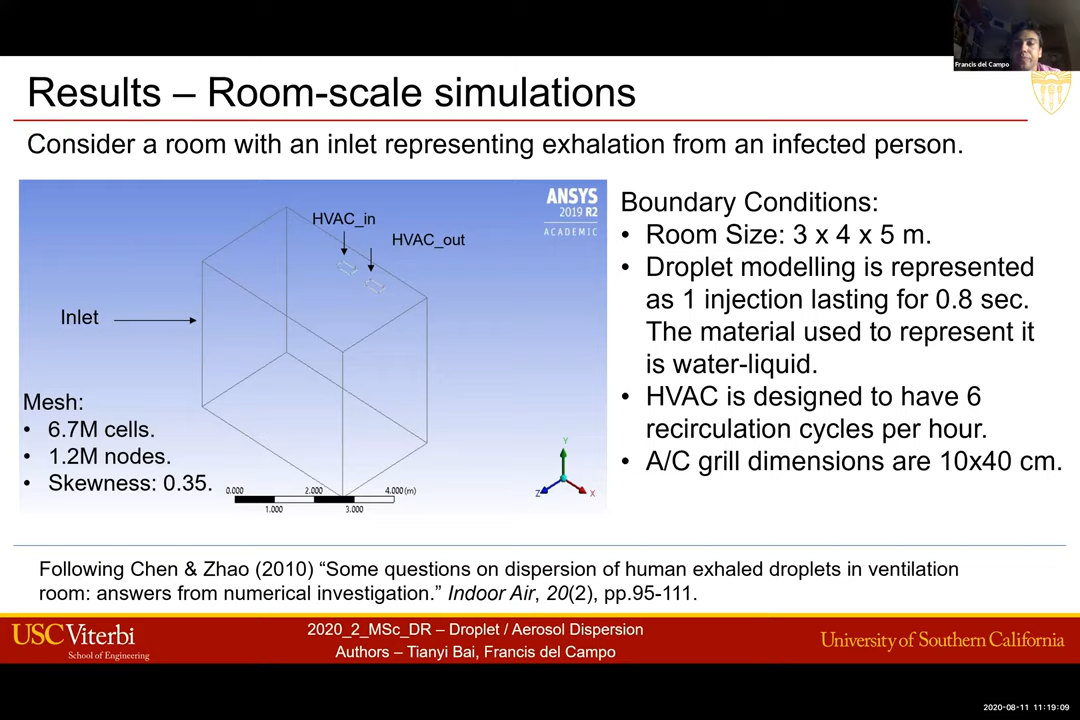 Francis del Campo
Results – Room-scale simulations
Consider a room with an inlet representing exhalation from an infected person.
ANSYS
2019 R2
ACADEMIC
HVAC_in
HVAC_out
Inlet
Mesh:
• 6.7M cells.
• 1.2M nodes.
• Skewness: 0.35.
0.000 2.000 4.000 (m)
1.000 3.000
Y
Z X
Boundary Conditions:
• Room Size: 3 x 4 x 5 m.
• Droplet modelling is represented
as 1 injection lasting for 0.8 sec.
The material used to represent it
is water-liquid.
• HVAC is designed to have 6
recirculation cycles per hour.
• A/C grill dimensions are 10x40 cm.
Following Chen & Zhao (2010) “Some questions on dispersion of human exhaled droplets in ventilation
room: answers from numerical investigation.” Indoor Air, 20(2), pp.95-111.
USC Viterbi
School of Engineering
2020_2_MSc_DR – Droplet / Aerosol Dispersion
Authors – Tianyi Bai, Francis del Campo
University of Southern California
2020-08-11 11:19:09